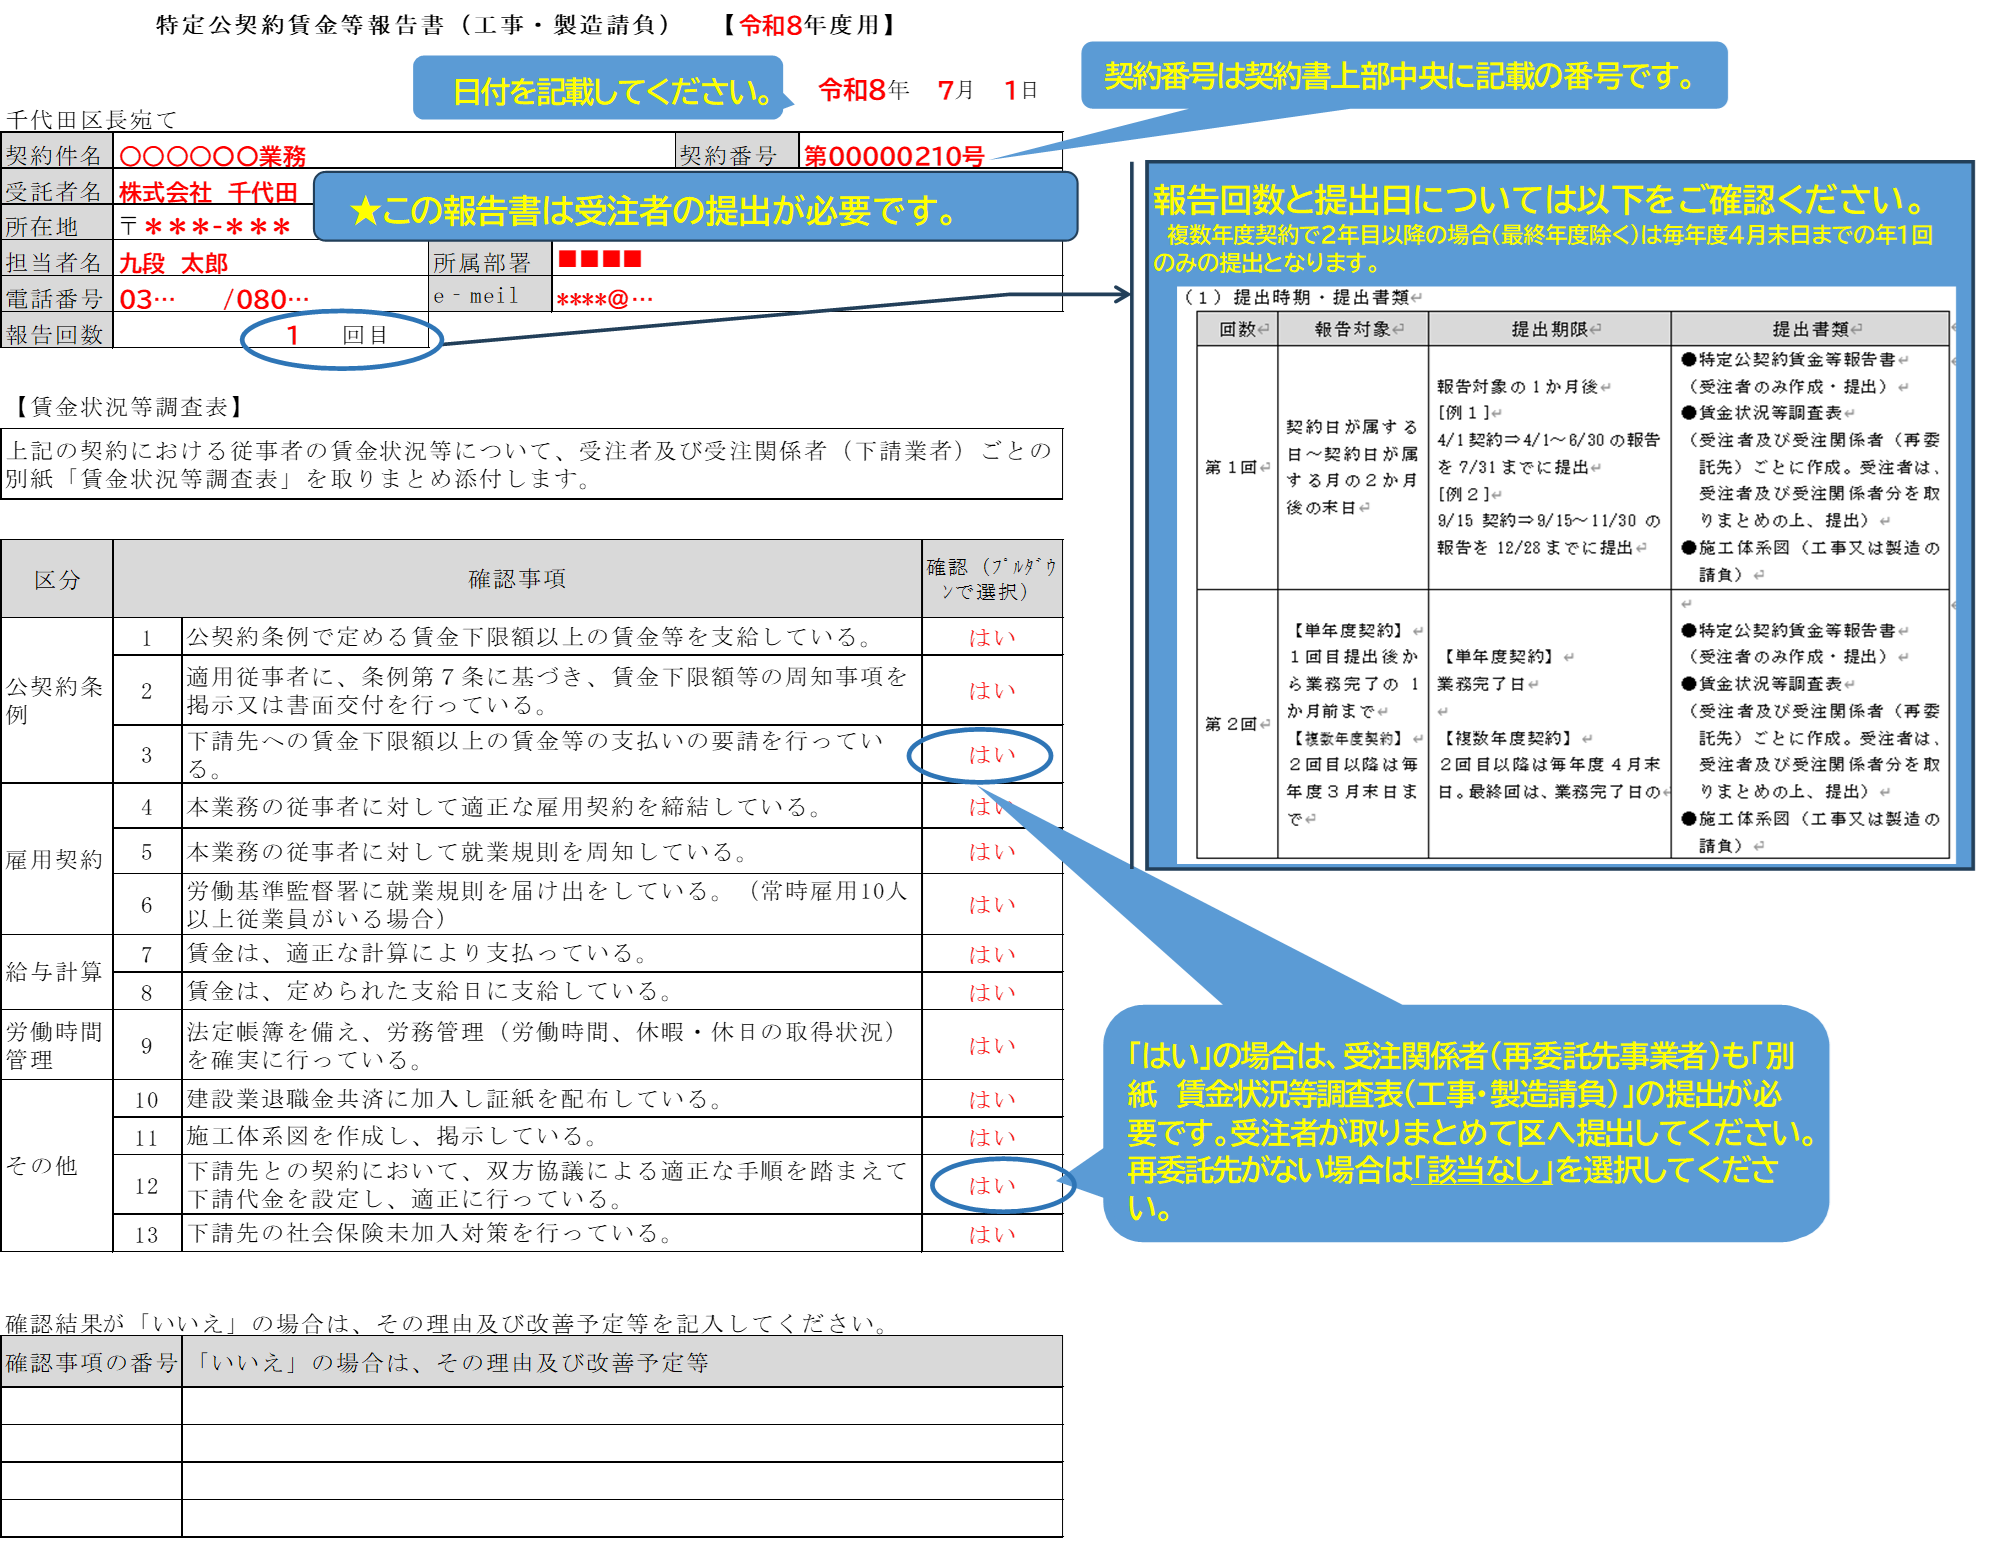 特定公契約賃金等報告書（工事・製造請負）　【令和8年度用】
日付を記載してください。
令和8年　7月　1日
契約番号は契約書上部中央に記載の番号です。
千代田区長宛て
契約件名　〇〇〇〇〇〇業務　契約番号　第00000210号
受託者名　株式会社　千代田
★この報告書は受注者の提出が必要です。
所在地　〒＊＊＊-＊＊＊
担当者名　九段　太郎　所属部署　■■■■
電話番号　03…　/080…　e‐meil　****@…
報告回数　1　回目
報告回数と提出日については以下をご確認ください。
複数年度契約で2年目以降の場合(最終年度除く)は毎年度4月末日までの年1回
のみの提出となります。
（1）提出時期・提出書類↵
回数↵　報告対象↵　提出期限↵　提出書類↵
第1回↵
契約日が属する
日～契約日が属
する月の2か月
後の末日↵
報告対象の1か月後↵
[例1]↵
4/1契約⇒4/1～6/30の報告
を7/31までに提出↵
[例2]↵
9/15 契約⇒9/15～11/30 の
報告を 12/28までに提出↵
●特定公契約賃金等報告書↵
（受注者のみ作成・提出）↵
●賃金状況等調査表↵
（受注者及び受注関係者（再委
託先）ごとに作成。受注者は、
受注者及び受注関係者分を取
りまとめの上、提出）↵
●施工体系図（工事又は製造の
請負）↵
第2回↵
【単年度契約】↵
1回目提出後か
ら業務完了の 1
か月前まで↵
【複数年度契約】↵
2回目以降は毎
年度3月末日ま
で↵
【単年度契約】↵
業務完了日↵
↵
【複数年度契約】↵
2回目以降は毎年度4月末
日。最終回は、業務完了日の↵
↵
●特定公契約賃金等報告書↵
（受注者のみ作成・提出）↵
●賃金状況等調査表↵
（受注者及び受注関係者（再委
託先）ごとに作成。受注者は、
受注者及び受注関係者分を取
りまとめの上、提出）↵
●施工体系図（工事又は製造の
請負）↵
【賃金状況等調査表】
上記の契約における従事者の賃金状況等について、受注者及び受注関係者（下請業者）ごとの
別紙「賃金状況等調査表」を取りまとめ添付します。
区分　確認事項　確認（ﾌﾟﾙﾀﾞｳ
ﾝで選択）
公契約条
例
1　公契約条例で定める賃金下限額以上の賃金等を支給している。　はい
2　適用従事者に、条例第７条に基づき、賃金下限額等の周知事項を
掲示又は書面交付を行っている。　はい
3　下請先への賃金下限額以上の賃金等の支払いの要請を行ってい
る。　はい
雇用契約
4　本業務の従事者に対して適正な雇用契約を締結している。　はい
5　本業務の従事者に対して就業規則を周知している。　はい
6　労働基準監督署に就業規則を届け出をしている。（常時雇用10人
以上従業員がいる場合）　はい
給与計算
7　賃金は、適正な計算により支払っている。　はい
8　賃金は、定められた支給日に支給している。　はい
労働時間
管理
9　法定帳簿を備え、労務管理（労働時間、休暇・休日の取得状況）
を確実に行っている。　はい
その他
10　建設業退職金共済に加入し証紙を配布している。　はい
11　施工体系図を作成し、掲示している。　はい
12　下請先との契約において、双方協議による適正な手順を踏まえて
下請代金を設定し、適正に行っている。　はい
13　下請先の社会保険未加入対策を行っている。　はい
「はい」の場合は、受注関係者(再委託先事業者)も「別
紙　賃金状況等調査表(工事・製造請負)」の提出が必
要です。受注者が取りまとめて区へ提出してください。
再委託先がない場合は「該当なし」を選択してくださ
い。
確認結果が「いいえ」の場合は、その理由及び改善予定等を記入してください。
確認事項の番号　「いいえ」の場合は、その理由及び改善予定等